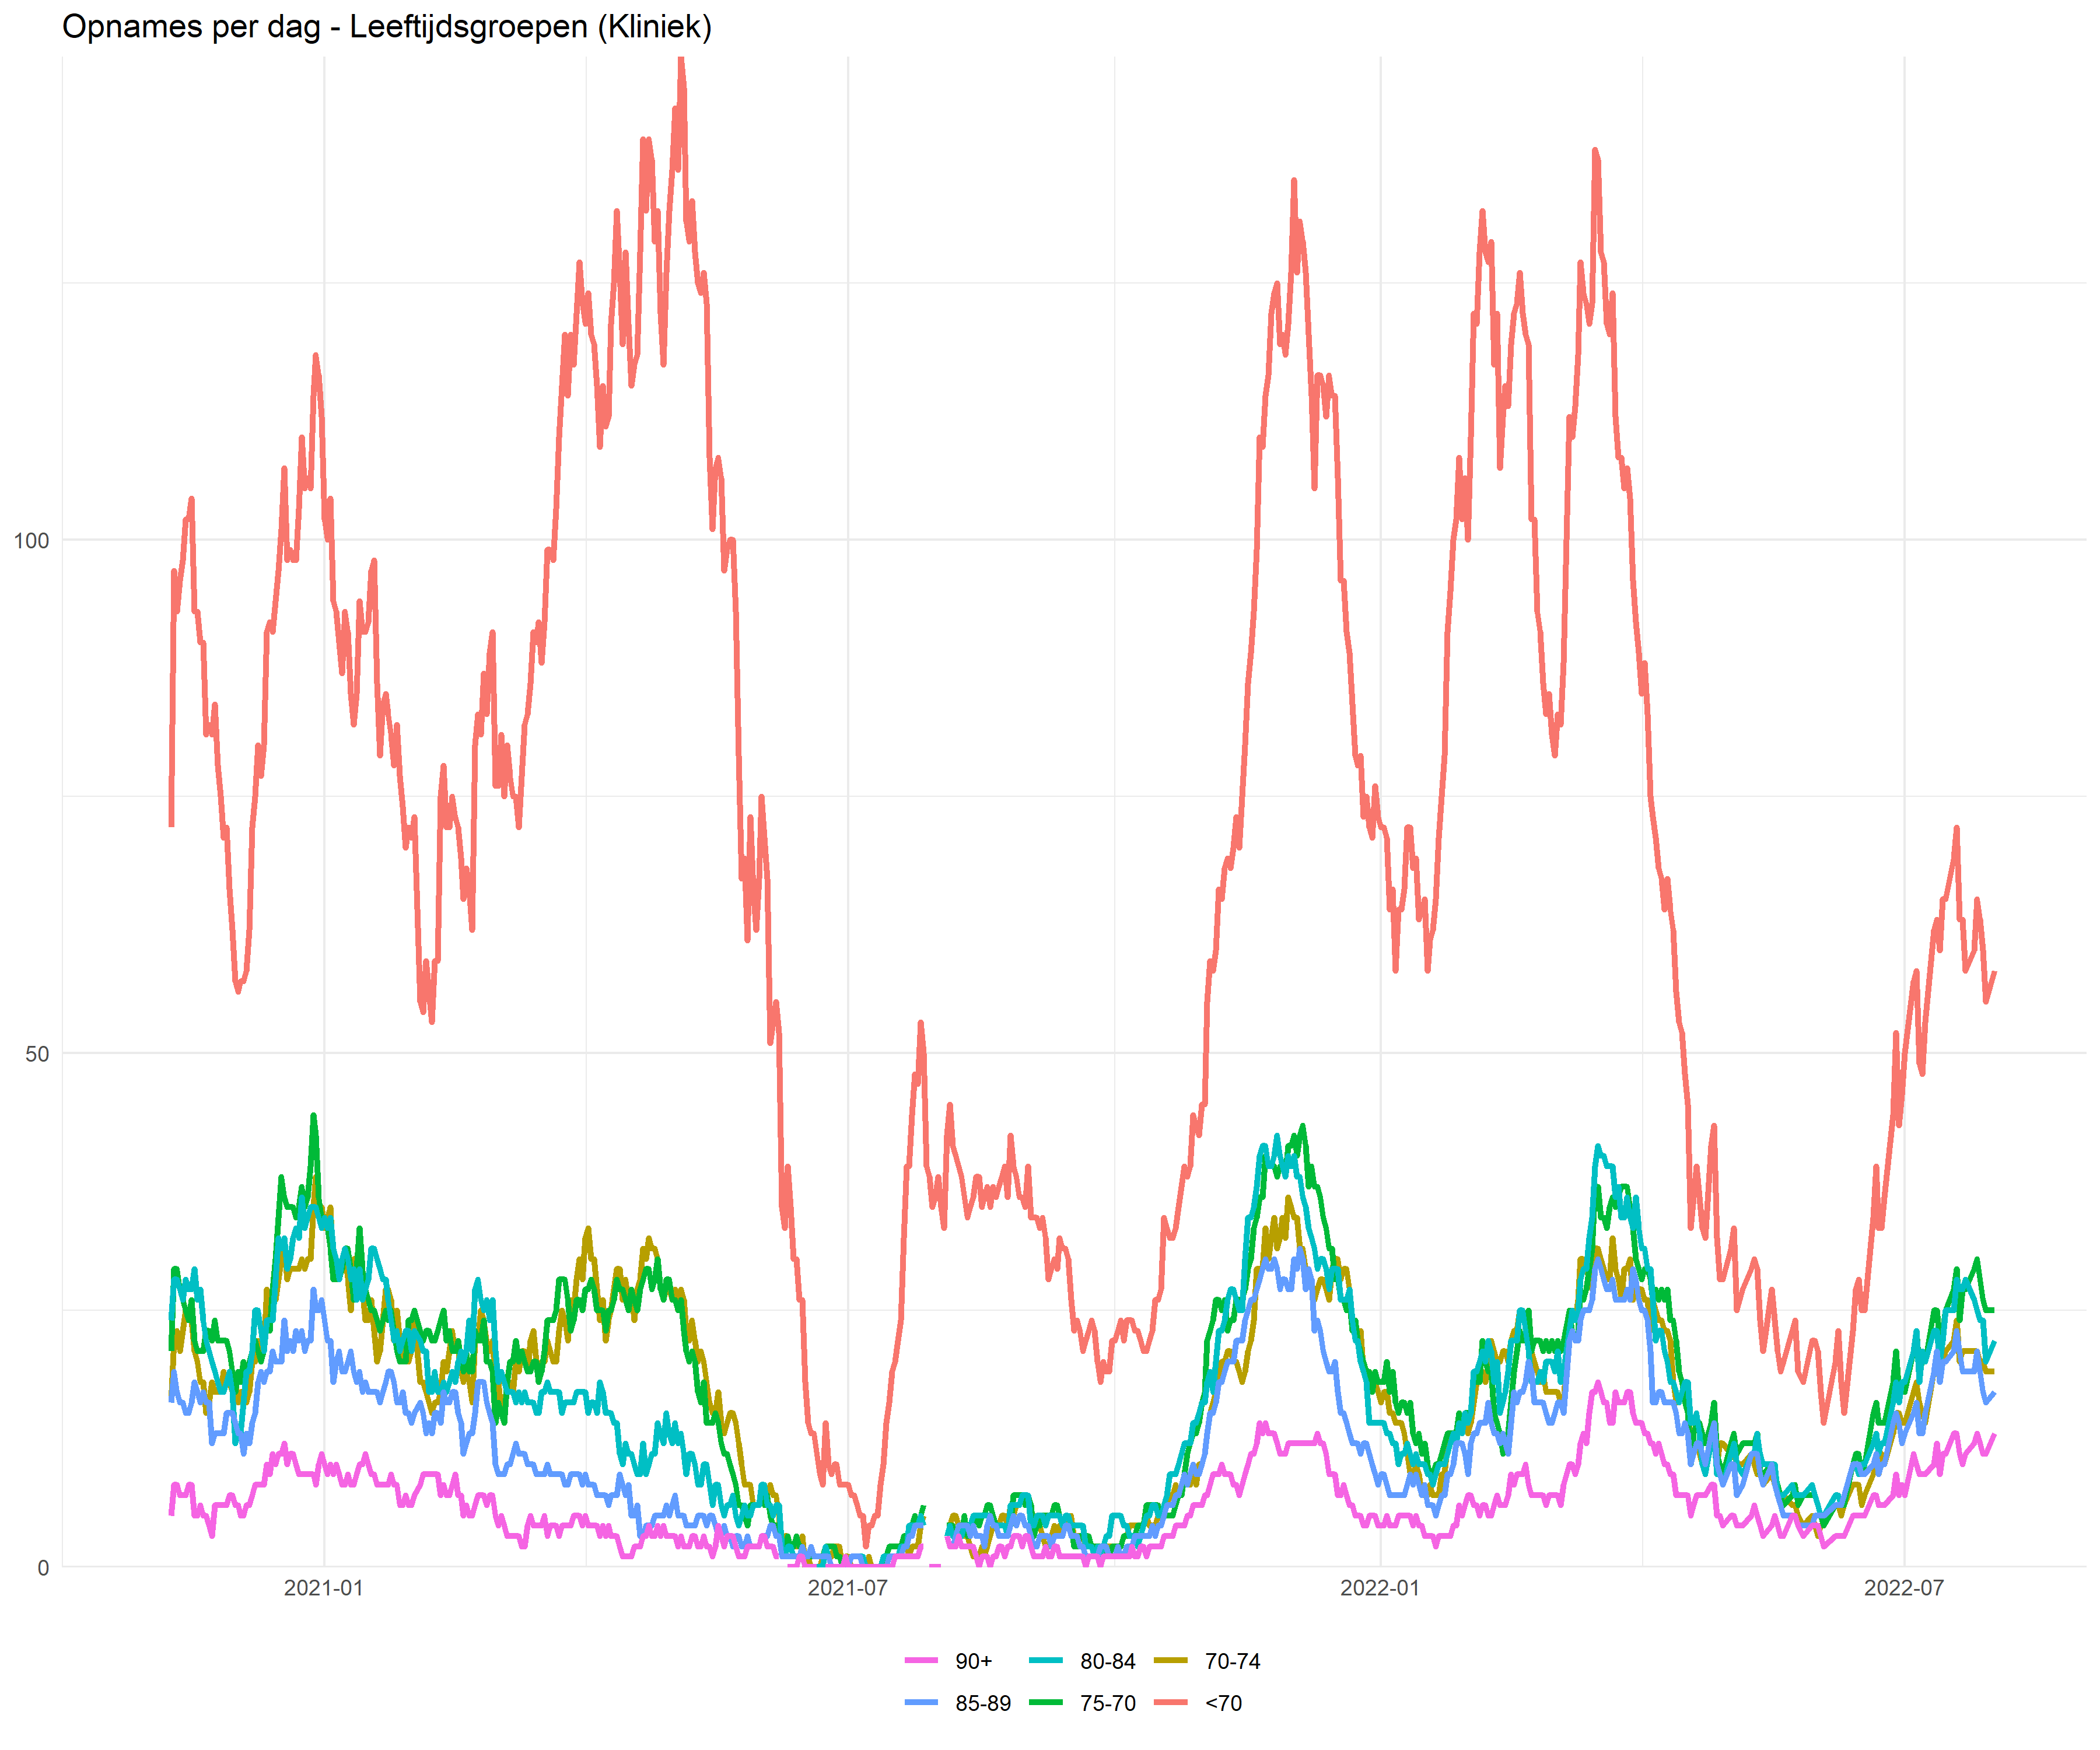 Opnames per dag - Leeftijdsgroepen (Kliniek)
100
50
0
2021-01 2021-07 2022-01 2022-07
90+ 80-84 70-74
85-89 75-70 <70